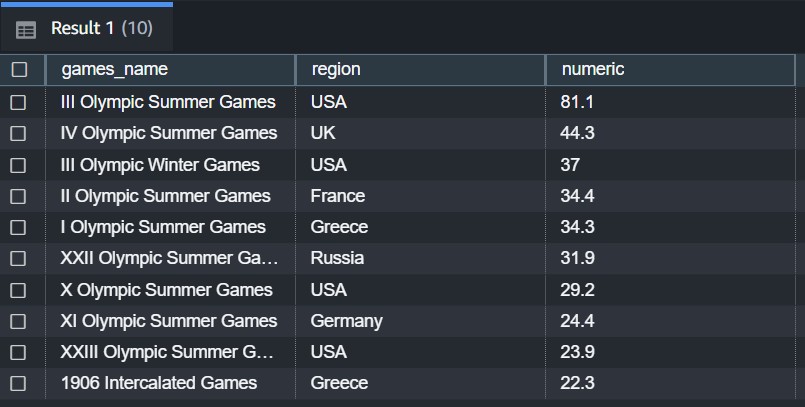 Result 1 (10)
games_name region numeric
III Olympic Summer Games USA 81.1
IV Olympic Summer Games UK 44.3
III Olympic Winter Games USA 37
II Olympic Summer Games France 34.4
I Olympic Summer Games Greece 34.3
XXII Olympic Summer Ga... Russia 31.9
X Olympic Summer Games USA 29.2
XI Olympic Summer Games Germany 24.4
XXIII Olympic Summer G... USA 23.9
1906 Intercalated Games Greece 22.3